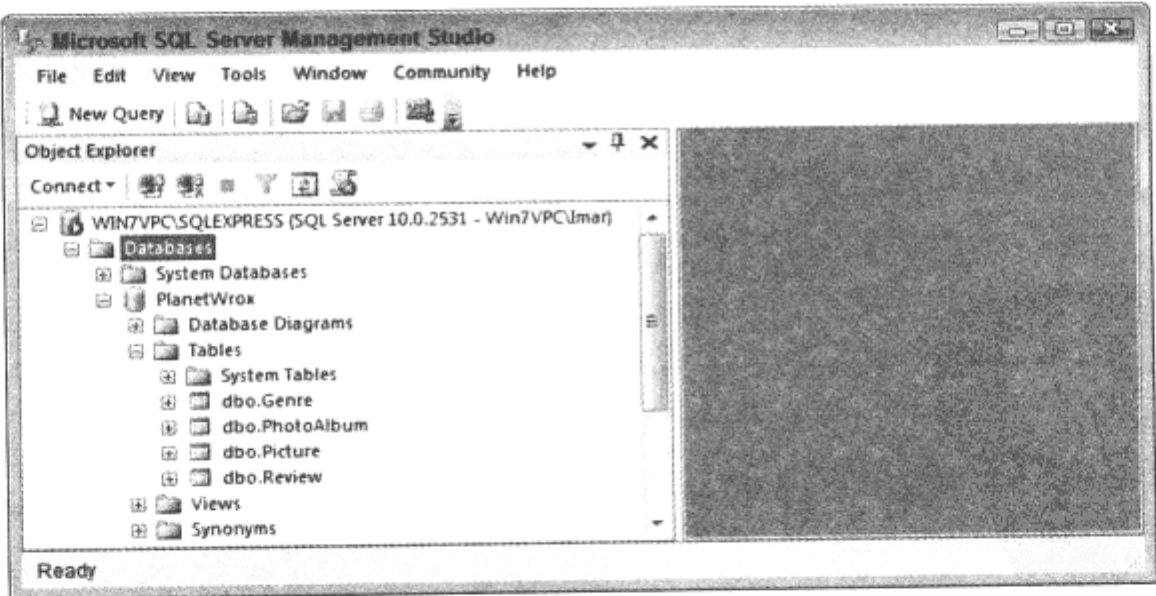 Microsoft SQL Server Management Studio
File Edit View Tools Window Community Help
New Query
Object Explorer
Connect
WIN7VPC\SQLEXPRESS (SQL Server 10.0.2531 - Win7VPC\Imar)
Databases
System Databases
PlanetWrox
Database Diagrams
Tables
System Tables
dbo.Genre
dbo.PhotoAlbum
dbo.Picture
dbo.Review
Views
Synonyms
Ready